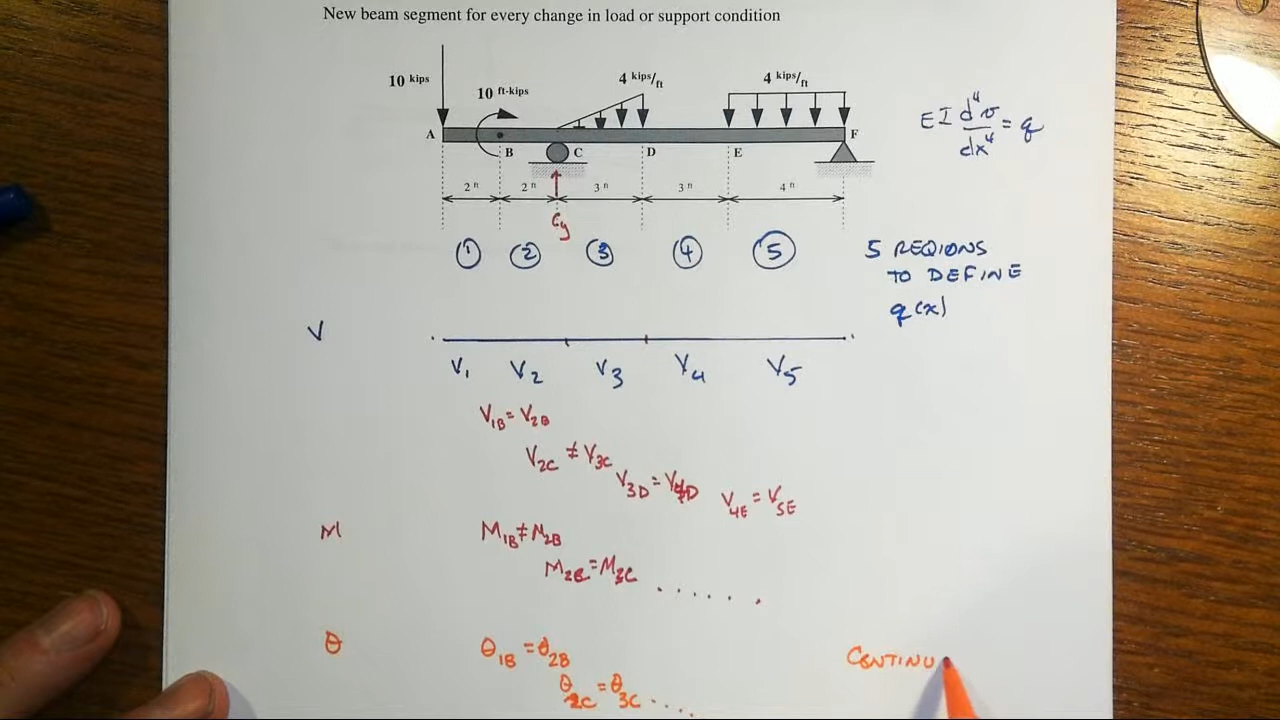 New beam segment for every change in load or support condition
10 kips
10 ft-kips
4 kips/ft
4 kips/ft
A
B
C
D
E
F
2 ft
2 ft
3 ft
3 ft
4 ft
Cy
EI d⁴v/dx⁴ = q
① ② ③ ④ ⑤
5 REGIONS
TO DEFINE
q(x)
V
V₁ V₂ V₃ V₄ V₅
V1B = V2B
V2C ≠ V3C
V3D = V4D
V4E = V5E
M
M1B ≠ M2B
M2C = M3C . . . . . .
θ
θ1B = θ2B
θ2C = θ3C . . . . .
CONTINU